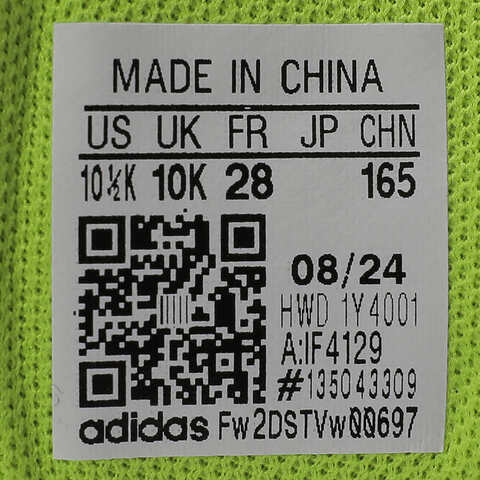 MADE IN CHINA
US UK FR JP CHN
10½K 10K 28 165
08/24
HWD 1Y4001
A:IF4129
#135043309
adidas Fw2DSTVw00697